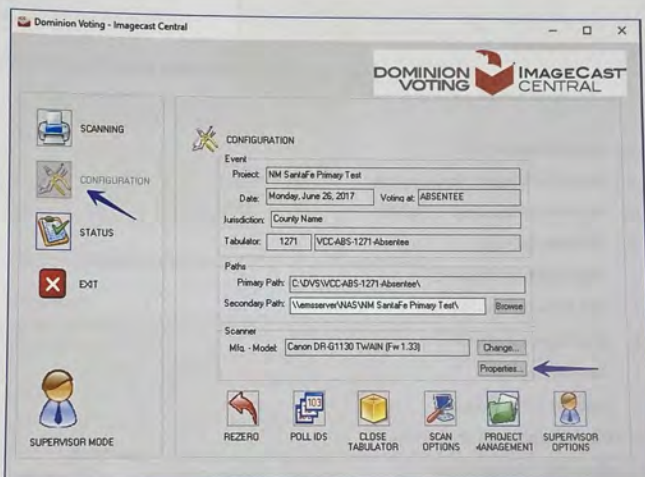 Dominion Voting - Imagecast Central
DOMINION VOTING IMAGECAST CENTRAL
SCANNING
CONFIGURATION
STATUS
EXIT
SUPERVISOR MODE
CONFIGURATION
Event
Project: NM SantaFe Primary Test
Date: Monday, June 26, 2017 Voting at: ABSENTEE
Jurisdiction: County Name
Tabulator: 1271 VCC-ABS-1271-Absentee
Paths
Primary Path: C:\DVS\VCC-ABS-1271-Absentee\
Secondary Path: \\emsserver\NAS\NM SantaFe Primary Test\ Browse
Scanner
Mfg. - Model: Canon DR-G1130 TWAIN (Fw 1.33) Change...
Properties...
REZERO
103
POLL IDS
CLOSE TABULATOR
SCAN OPTIONS
PROJECT MANAGEMENT
SUPERVISOR OPTIONS